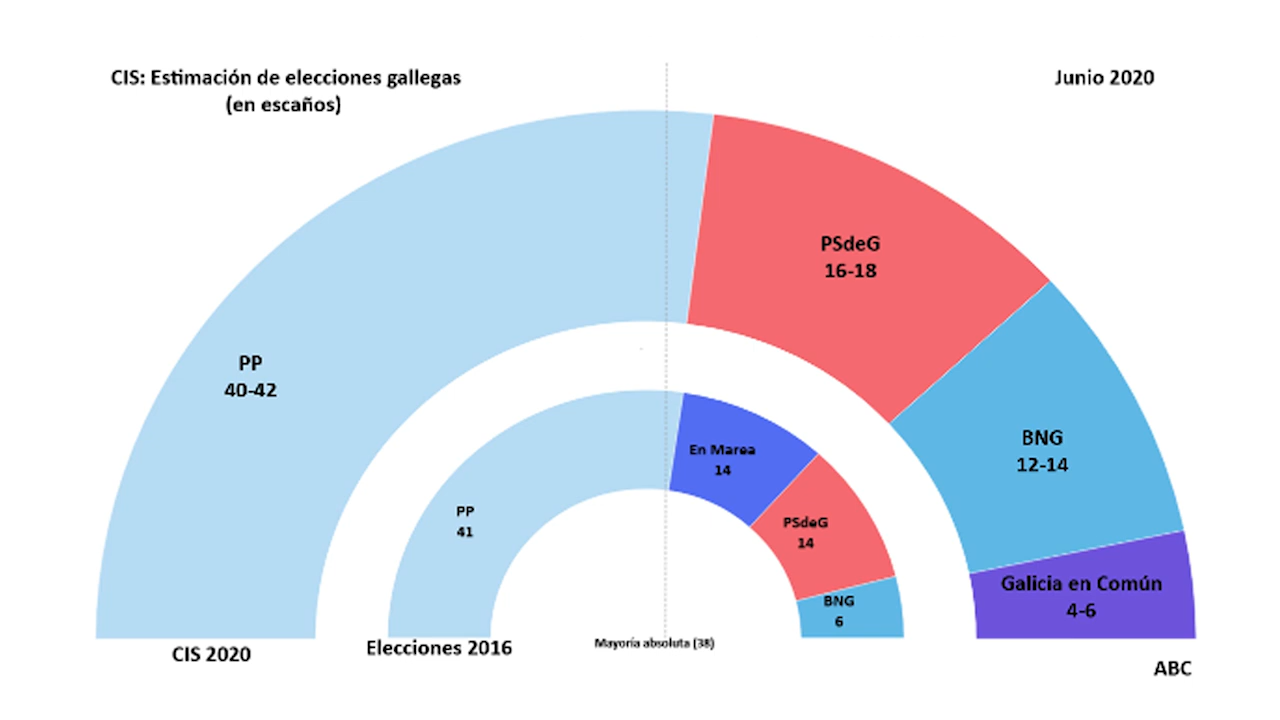 CIS: Estimación de elecciones gallegas
(en escaños)
Junio 2020
PSdeG
16-18
PP
40-42
BNG
12-14
Galicia en Común
4-6
En Marea
14
PP
41
PSdeG
14
BNG
6
CIS 2020
Elecciones 2016
Mayoría absoluta (38)
ABC